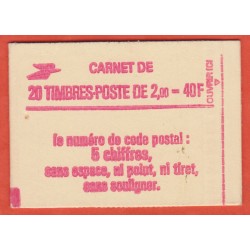 CARNET DE
20 TIMBRES-POSTE DE 2,00 = 40F
le numéro de code postal :
5 chiffres,
sans espace, ni point, ni tiret,
sans souligner.